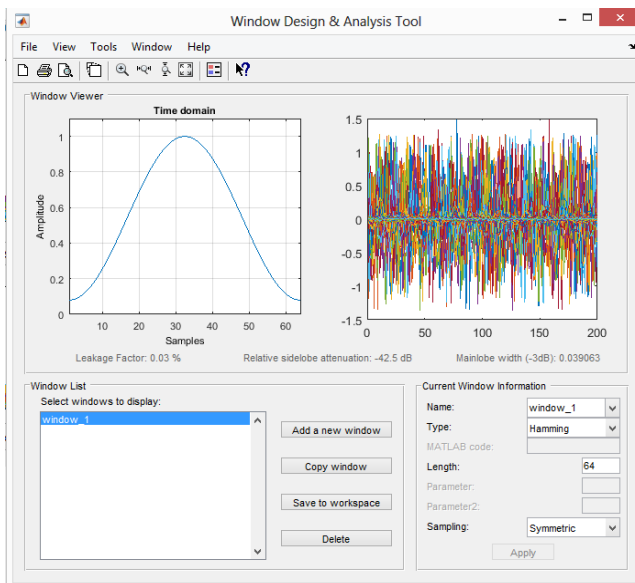 Window Design & Analysis Tool
File View Tools Window Help
Window Viewer
Time domain
1
0.8
0.6
0.4
0.2
0
Amplitude
10 20 30 40 50 60
Samples
1.5
1
0.5
0
-0.5
-1
-1.5
0 50 100 150 200
Leakage Factor: 0.03 % Relative sidelobe attenuation: -42.5 dB Mainlobe width (-3dB): 0.039063
Window List
Select windows to display:
window_1
Add a new window
Copy window
Save to workspace
Delete
Current Window Information
Name: window_1
Type: Hamming
MATLAB code:
Length: 64
Parameter:
Parameter2:
Sampling: Symmetric
Apply